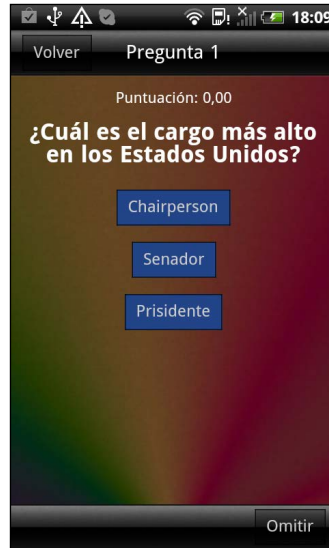 18:09
Volver
Pregunta 1
Puntuación: 0,00
¿Cuál es el cargo más alto
en los Estados Unidos?
Chairperson
Senador
Prisidente
Omitir